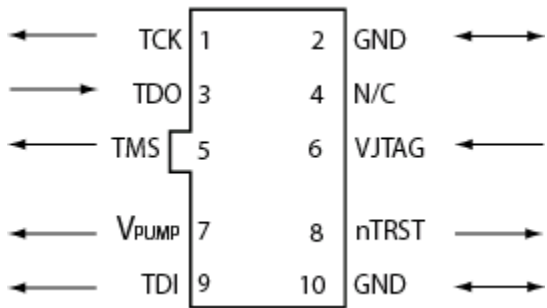 TCK 1 2 GND
TDO 3 4 N/C
TMS 5 6 VJTAG
VPUMP 7 8 nTRST
TDI 9 10 GND